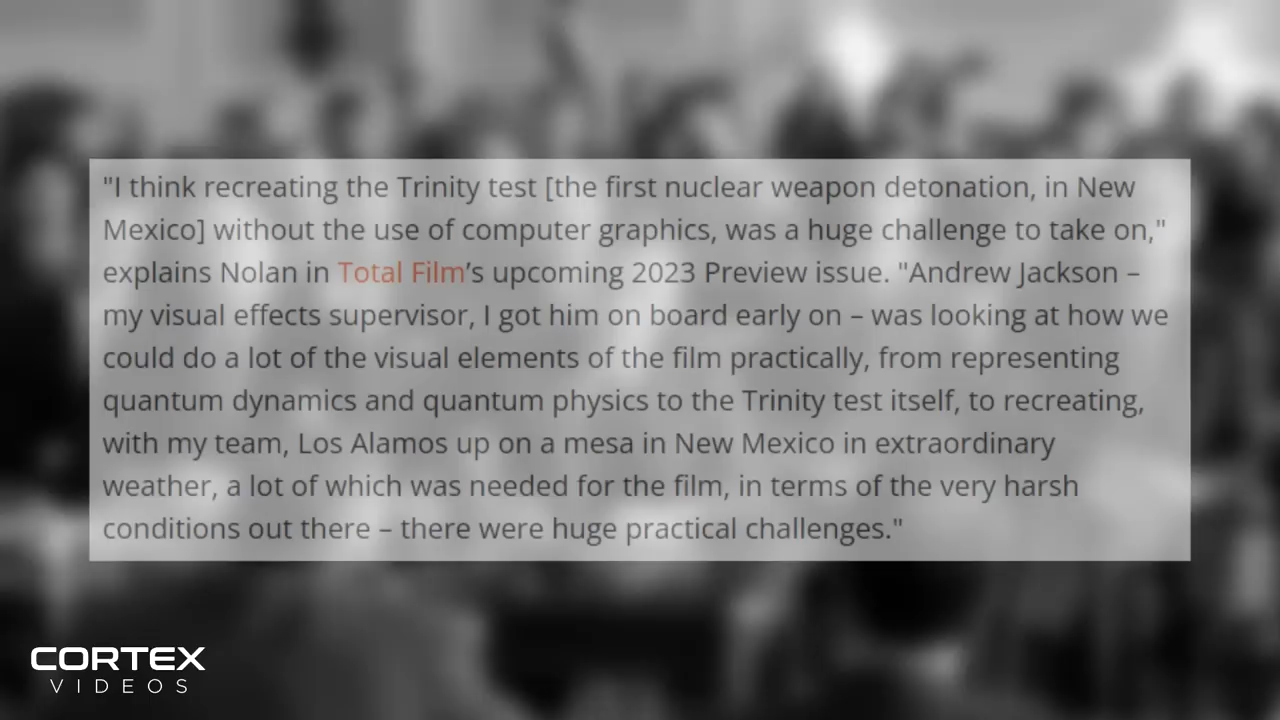 "I think recreating the Trinity test [the first nuclear weapon detonation, in New
Mexico] without the use of computer graphics, was a huge challenge to take on,"
explains Nolan in Total Film’s upcoming 2023 Preview issue. "Andrew Jackson –
my visual effects supervisor, I got him on board early on – was looking at how we
could do a lot of the visual elements of the film practically, from representing
quantum dynamics and quantum physics to the Trinity test itself, to recreating,
with my team, Los Alamos up on a mesa in New Mexico in extraordinary
weather, a lot of which was needed for the film, in terms of the very harsh
conditions out there – there were huge practical challenges."
CORTEX
VIDEOS